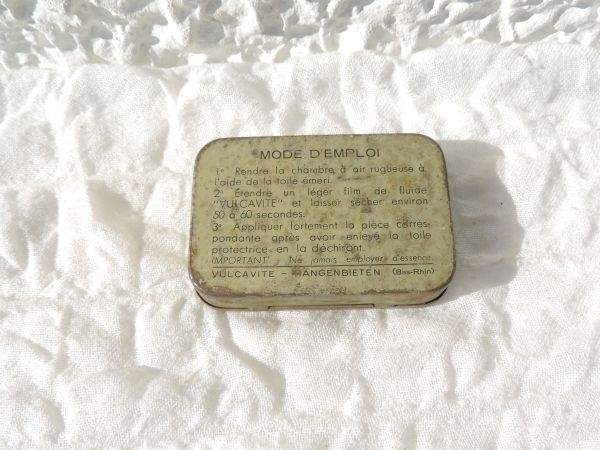 MODE D'EMPLOI
1° Rendre la chambre à air rugueuse à
l'aide de la toile émeri.
2° Étendre un léger film de fluide
"VULCAVITE" et laisser sécher environ
50 à 60 secondes.
3° Appliquer fortement la pièce corres-
pondante après avoir enlevé la toile
protectrice en la déchirant.
IMPORTANT : Ne jamais employer d'essence.
VULCAVITE - HANGENBIETEN (Bas-Rhin)